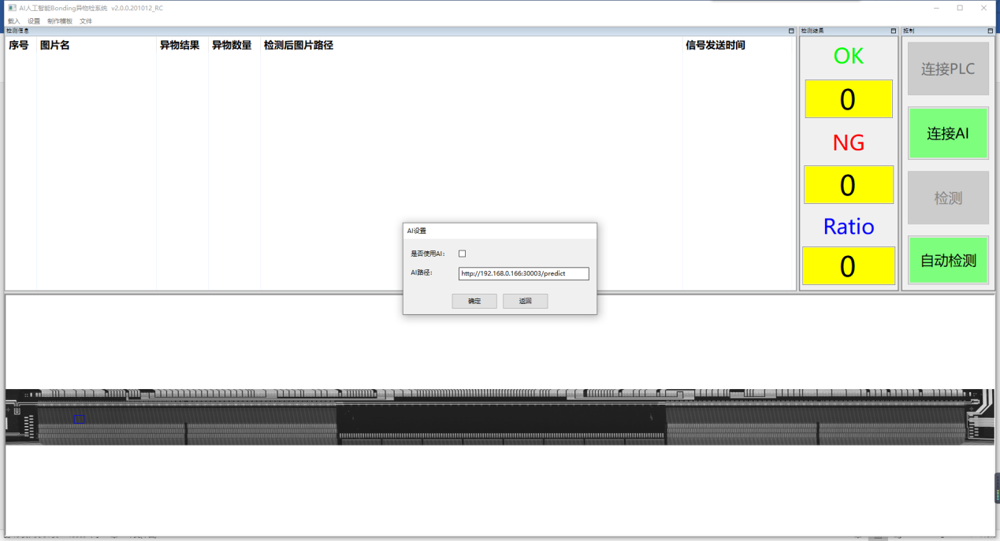 AI人工智能Bonding异物检系统 v2.0.0.201012_RC
载入 设置 制作模板 文件
检测信息
序号 图片名 异物结果 异物数量 检测后图片路径 信号发送时间
检测结果
OK
0
NG
0
Ratio
0
控制
连接PLC
连接AI
检测
自动检测
AI设置
是否使用AI:
AI路径: http://192.168.0.166:30003/predict
确定 返回